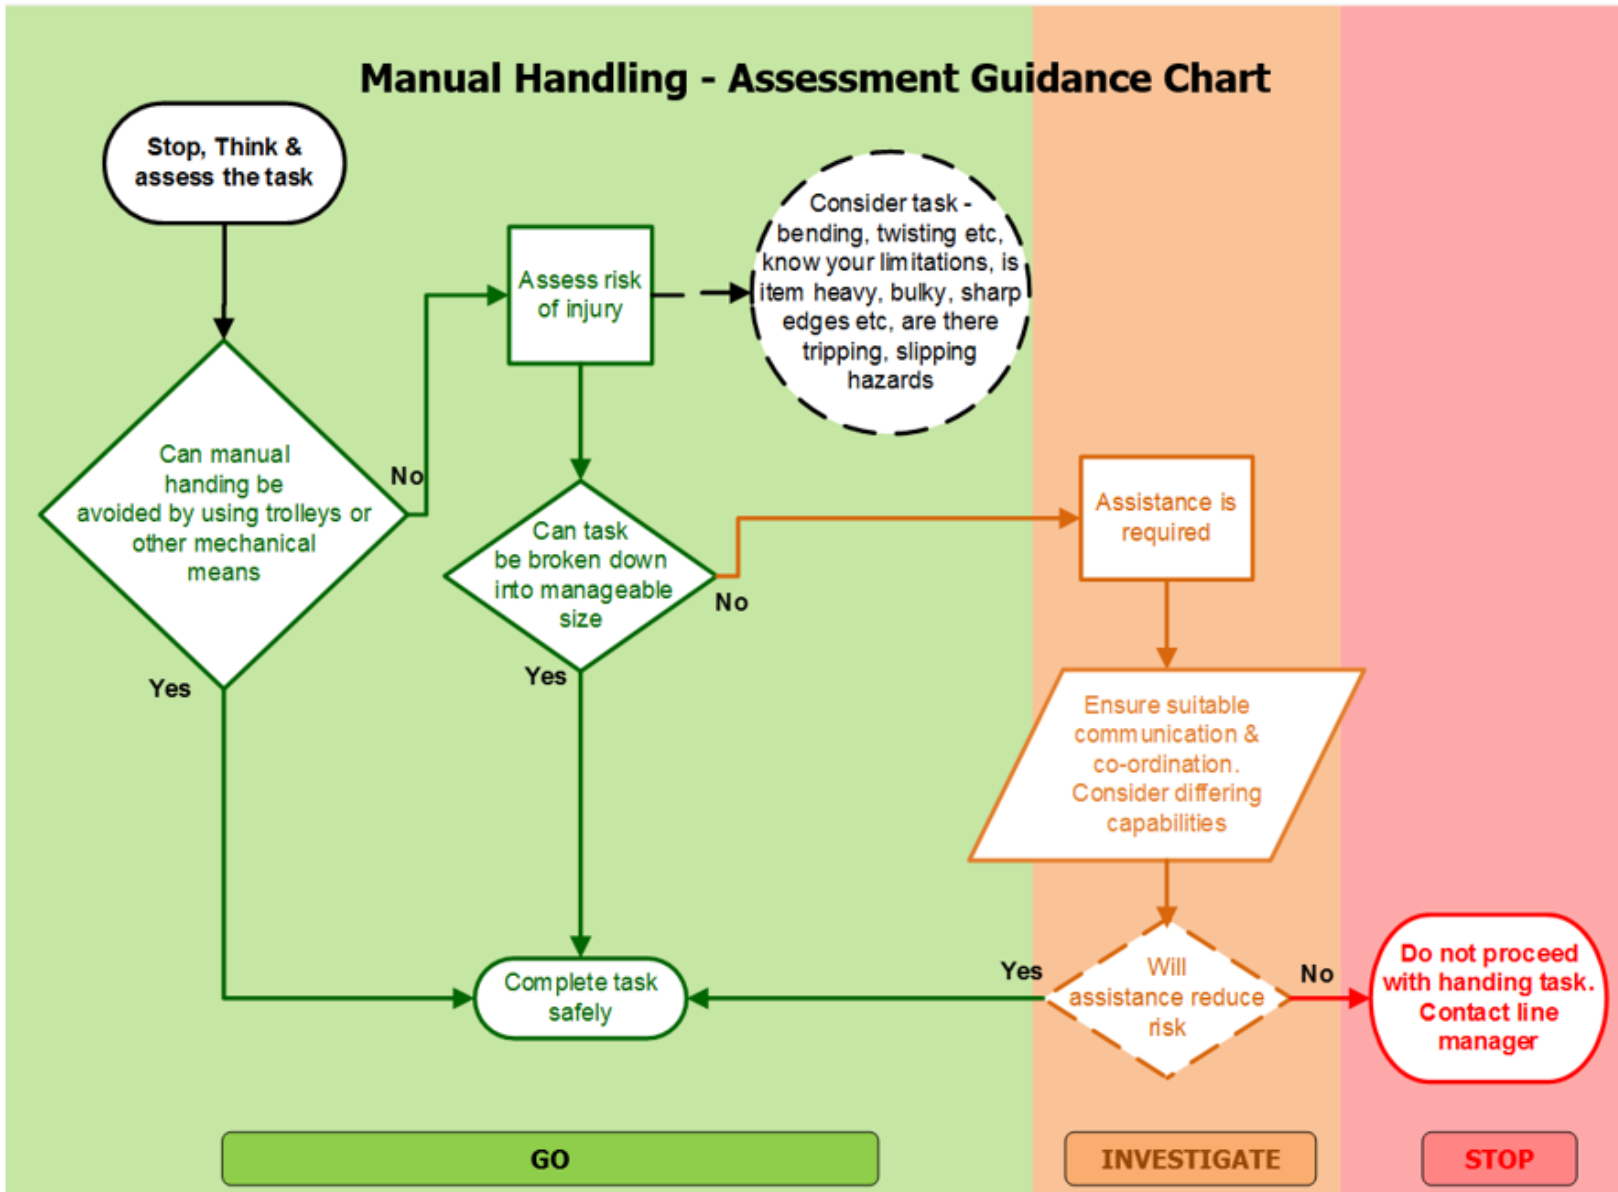 Manual Handling - Assessment Guidance Chart
Stop, Think &
assess the task
Can manual
handing be
avoided by using trolleys or
other mechanical
means
No
Yes
Assess risk
of injury
Consider task -
bending, twisting etc,
know your limitations, is
item heavy, bulky, sharp
edges etc, are there
tripping, slipping
hazards
Can task
be broken down
into manageable
size
No
Yes
Assistance is
required
Ensure suitable
communication &
co-ordination.
Consider differing
capabilities
Will
assistance reduce
risk
Yes
No
Complete task
safely
Do not proceed
with handing task.
Contact line
manager
GO
INVESTIGATE
STOP